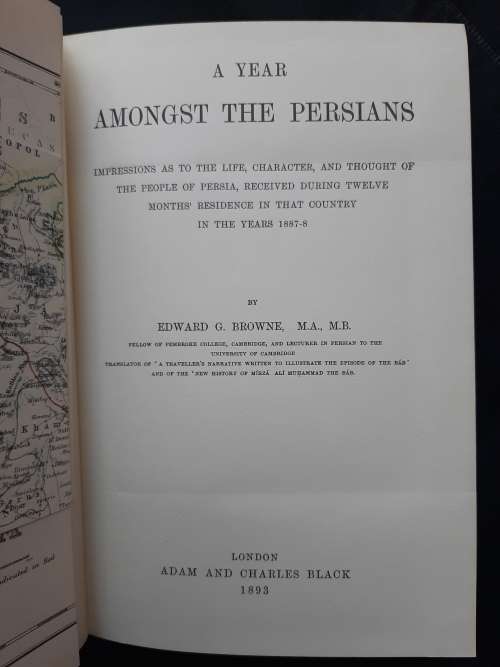 A YEAR
AMONGST THE PERSIANS
IMPRESSIONS AS TO THE LIFE, CHARACTER, AND THOUGHT OF
THE PEOPLE OF PERSIA, RECEIVED DURING TWELVE
MONTHS' RESIDENCE IN THAT COUNTRY
IN THE YEARS 1887-8
BY
EDWARD G. BROWNE, M.A., M.B.
FELLOW OF PEMBROKE COLLEGE, CAMBRIDGE, AND LECTURER IN PERSIAN TO THE
UNIVERSITY OF CAMBRIDGE
TRANSLATOR OF "A TRAVELLER'S NARRATIVE WRITTEN TO ILLUSTRATE THE EPISODE OF THE BÁB"
AND OF THE "NEW HISTORY OF MÍRZÁ ALÍ MUḤAMMAD THE BÁB.
LONDON
ADAM AND CHARLES BLACK
1893